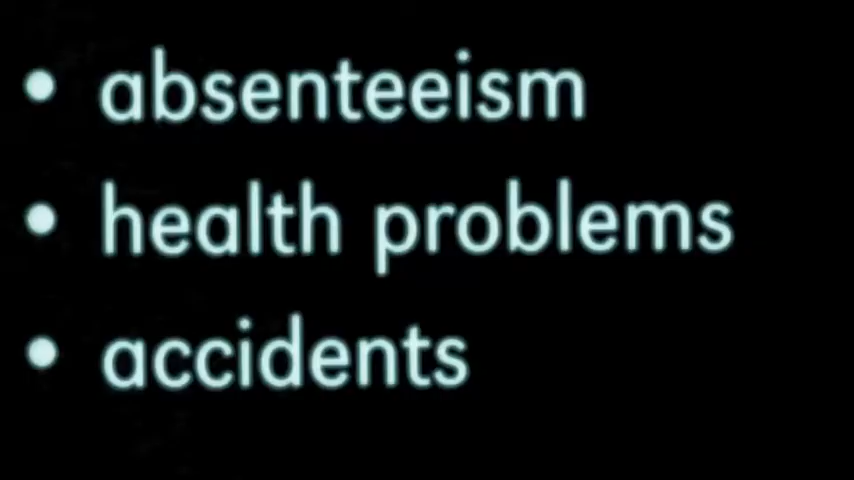 • absenteeism
• health problems
• accidents